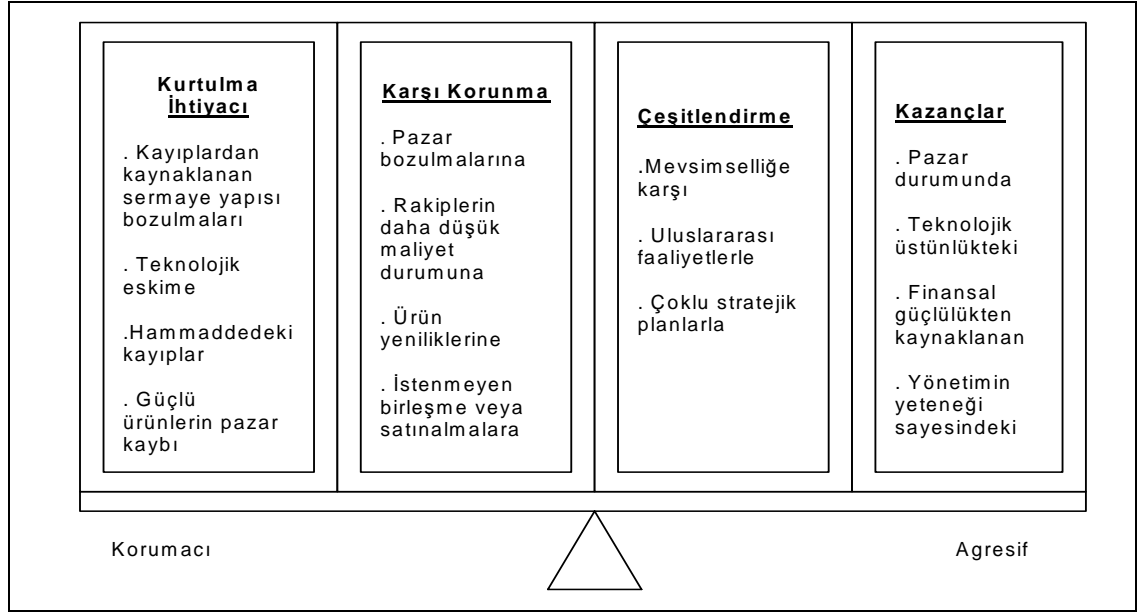 Kurtulma
İhtiyacı
. Kayıplardan
kaynaklanan
sermaye yapısı
bozulmaları
. Teknolojik
eskime
.Hammaddedeki
kayıplar
. Güçlü
ürünlerin pazar
kaybı
Karşı Korunma
. Pazar
bozulmalarına
. Rakiplerin
daha düşük
maliyet
durumuna
. Ürün
yeniliklerine
. İstenmeyen
birleşme veya
satınalmalara
Çeşitlendirme
.Mevsimselliğe
karşı
. Uluslararası
faaliyetlerle
. Çoklu stratejik
planlarla
Kazançlar
. Pazar
durumunda
. Teknolojik
üstünlükteki
. Finansal
güçlülükten
kaynaklanan
. Yönetimin
yeteneği
sayesindeki
Korumacı
Agresif